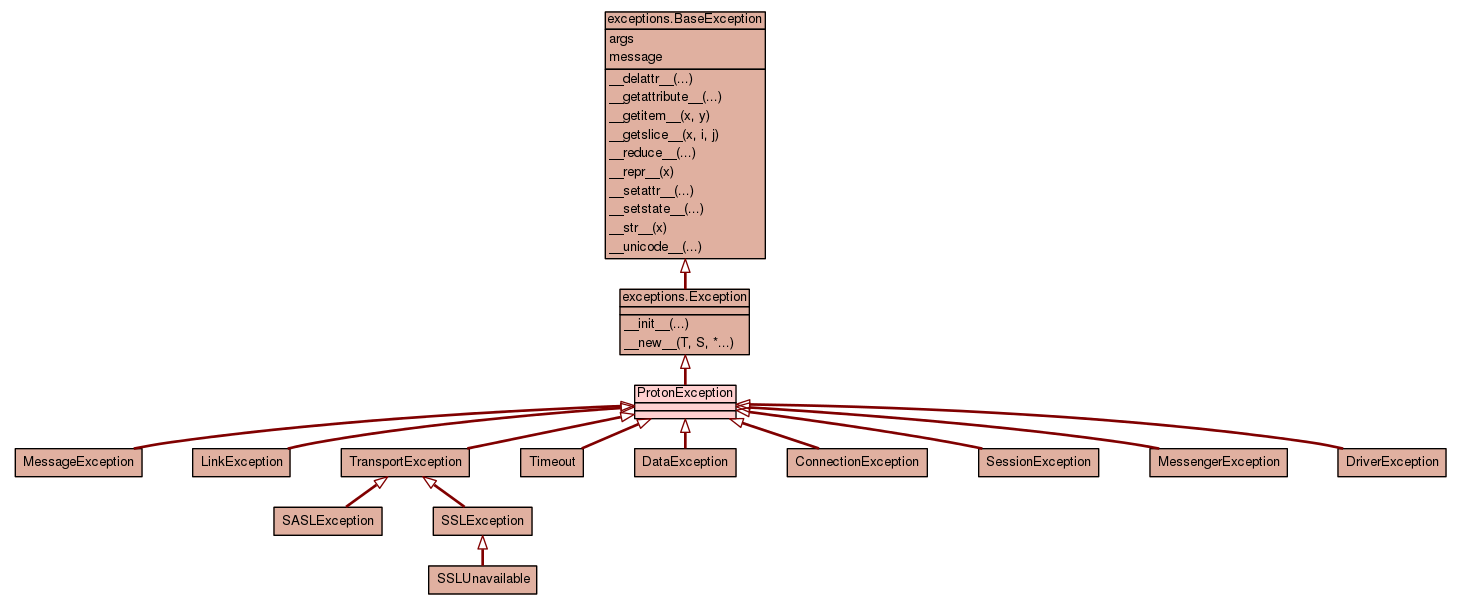 exceptions.BaseException
args
message
__delattr__(...)
__getattribute__(...)
__getitem__(x, y)
__getslice__(x, i, j)
__reduce__(...)
__repr__(x)
__setattr__(...)
__setstate__(...)
__str__(x)
__unicode__(...)
exceptions.Exception
__init__(...)
__new__(T, S, *...)
ProtonException
MessageException
LinkException
TransportException
Timeout
DataException
ConnectionException
SessionException
MessengerException
DriverException
SASLException
SSLException
SSLUnavailable